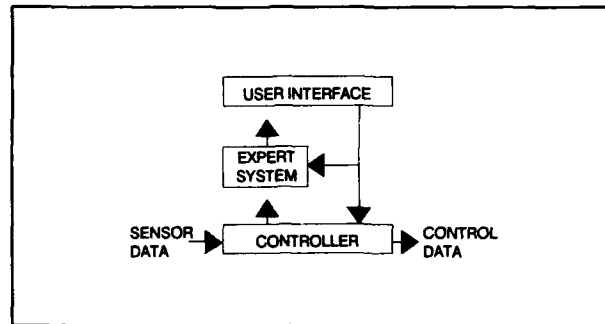 USER INTERFACE
EXPERT
SYSTEM
SENSOR
DATA
CONTROLLER
CONTROL
DATA